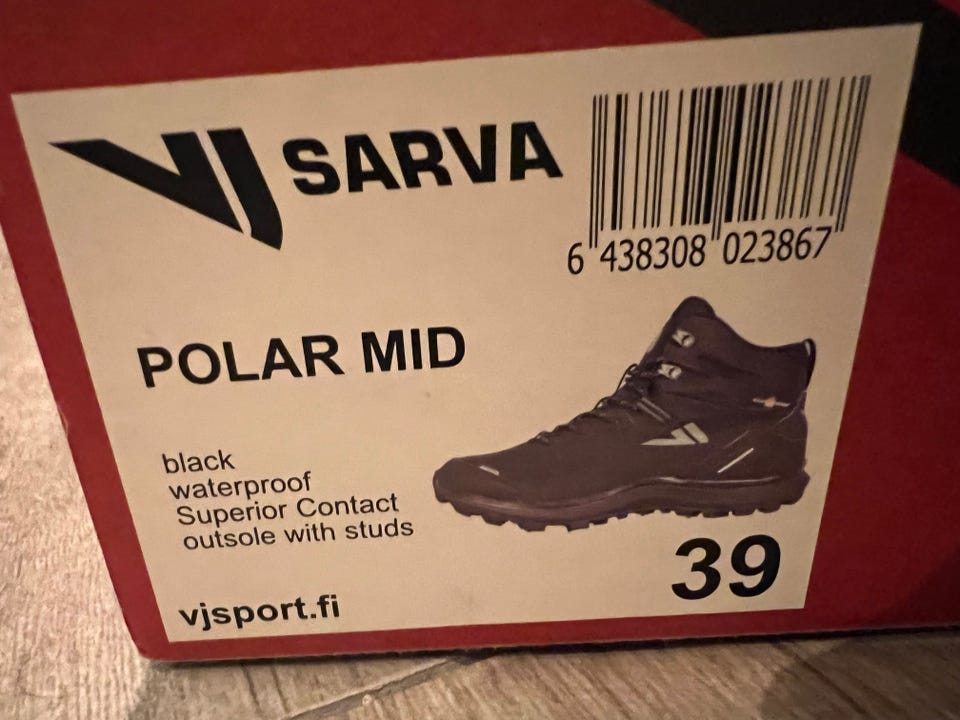 VJ SARVA
6 438308 023867
POLAR MID
black
waterproof
Superior Contact
outsole with studs
39
vjsport.fi